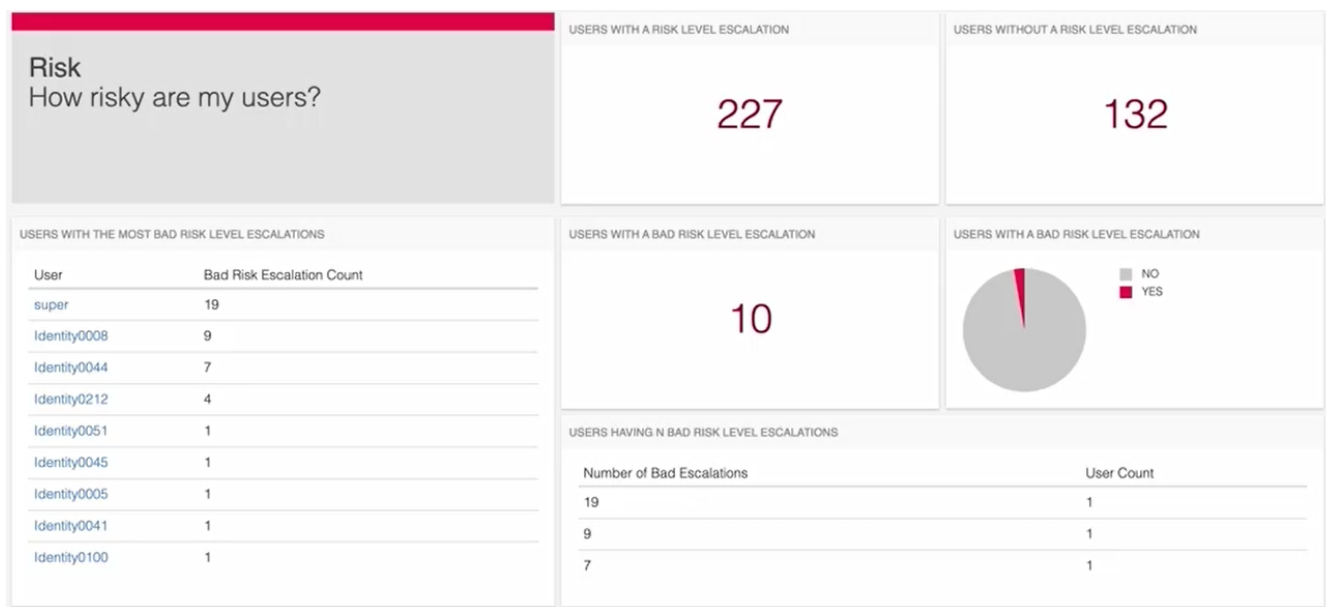 Risk
How risky are my users?
USERS WITH A RISK LEVEL ESCALATION
227
USERS WITHOUT A RISK LEVEL ESCALATION
132
USERS WITH THE MOST BAD RISK LEVEL ESCALATIONS
User Bad Risk Escalation Count
super 19
Identity0008 9
Identity0044 7
Identity0212 4
Identity0051 1
Identity0045 1
Identity0005 1
Identity0041 1
Identity0100 1
USERS WITH A BAD RISK LEVEL ESCALATION
10
USERS WITH A BAD RISK LEVEL ESCALATION
NO
YES
USERS HAVING N BAD RISK LEVEL ESCALATIONS
Number of Bad Escalations User Count
19 1
9 1
7 1